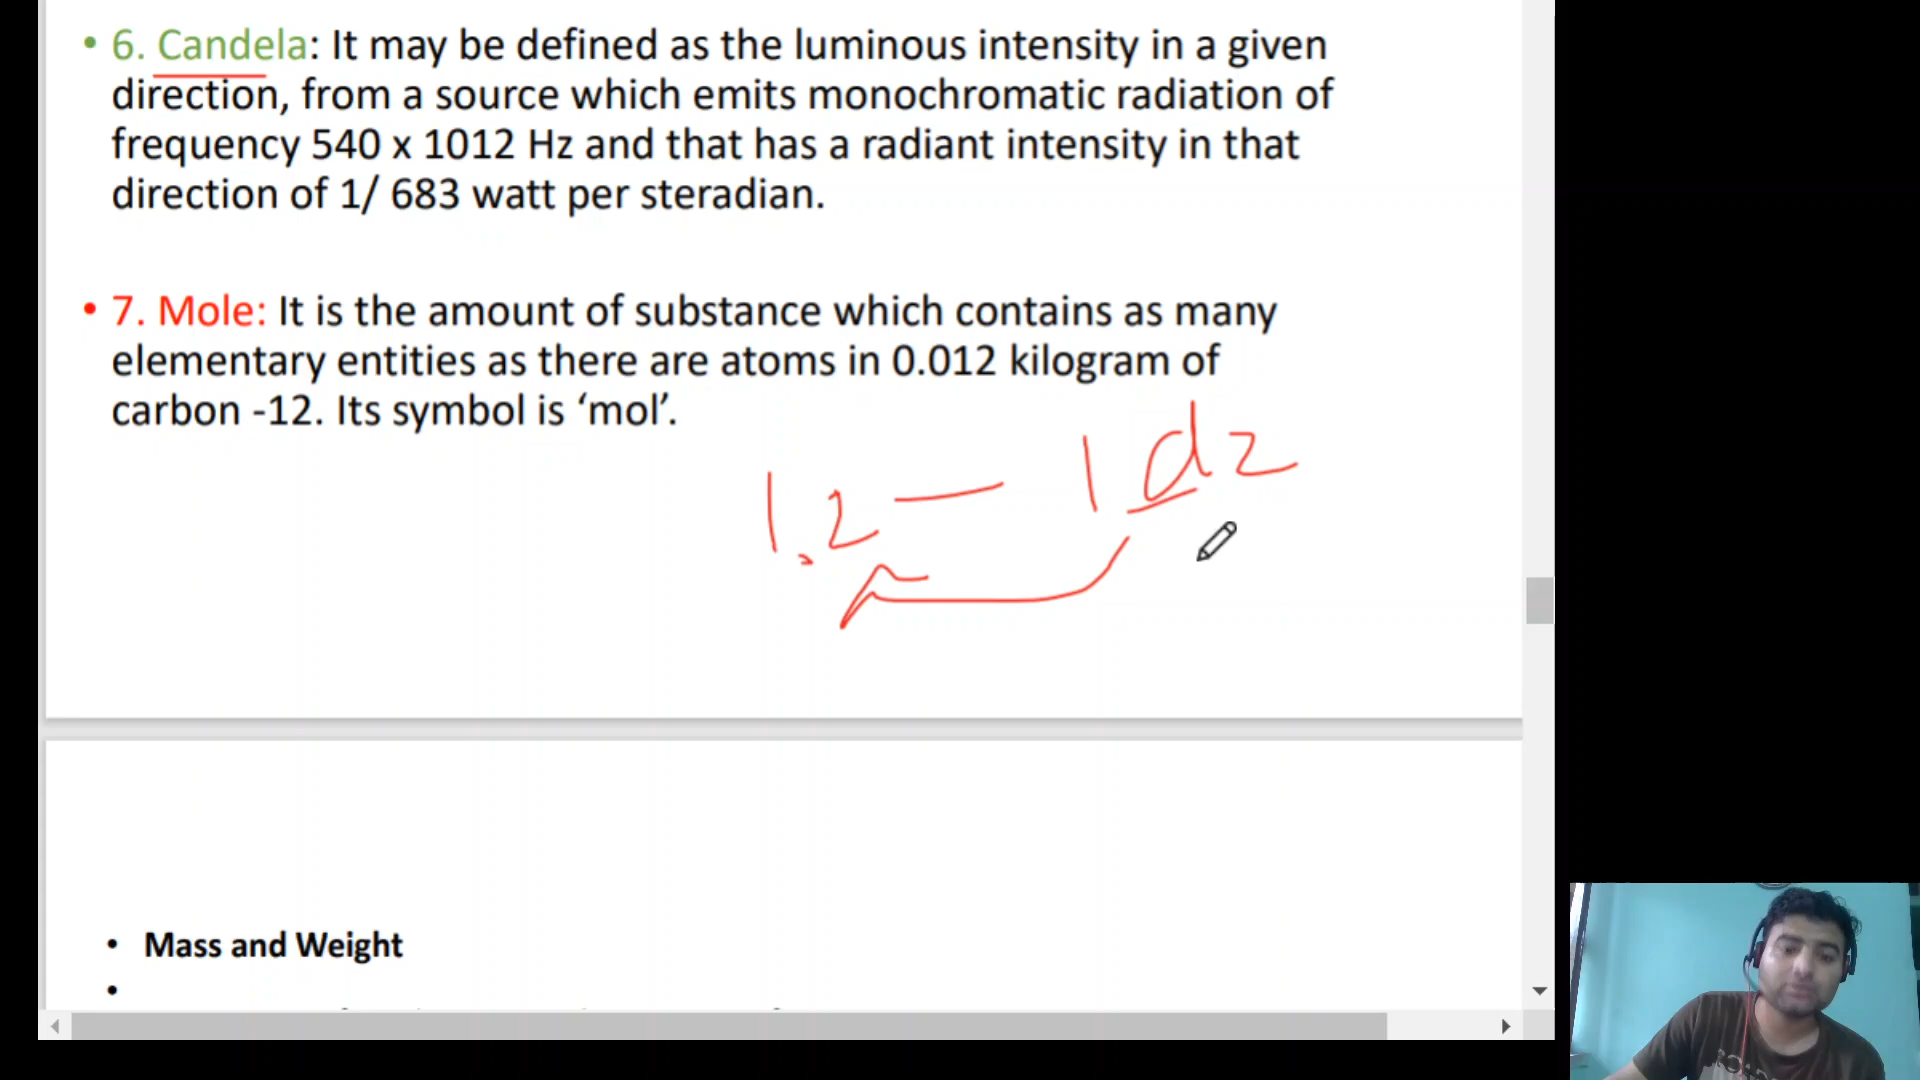 • 6. Candela: It may be defined as the luminous intensity in a given
direction, from a source which emits monochromatic radiation of
frequency 540 x 1012 Hz and that has a radiant intensity in that
direction of 1/ 683 watt per steradian.
• 7. Mole: It is the amount of substance which contains as many
elementary entities as there are atoms in 0.012 kilogram of
carbon -12. Its symbol is ‘mol’.
1.2 — 1 dz
• Mass and Weight
•